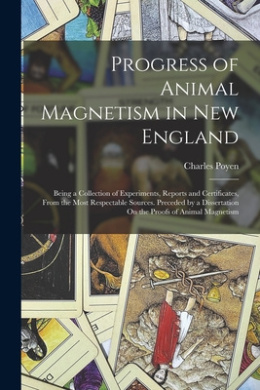 Progress of
Animal
Magnetism in New
England
Charles Poyen
Being a Collection of Experiments, Reports and Certificates,
From the Most Respectable Sources. Preceded by a Dissertation
On the Proofs of Animal Magnetism